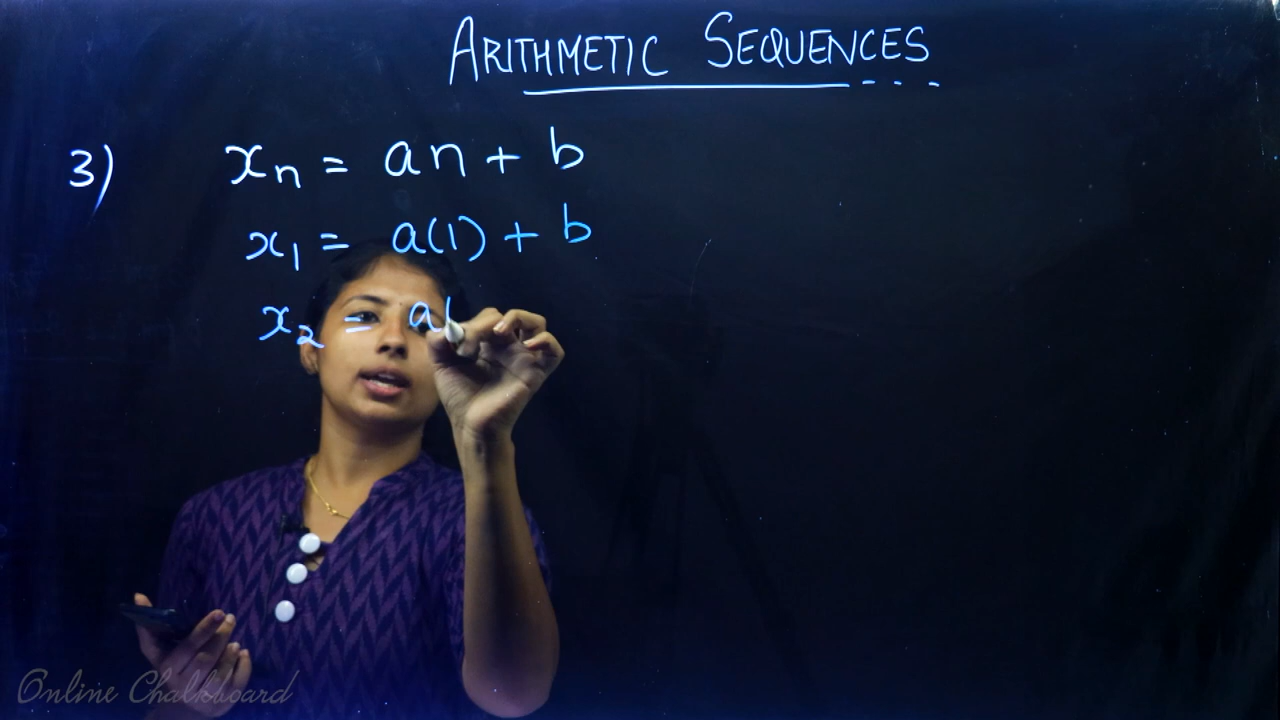 ARITHMETIC SEQUENCES
3) xₙ = an + b
x₁ = a(1) + b
x₂ = a(
Online Chalkboard